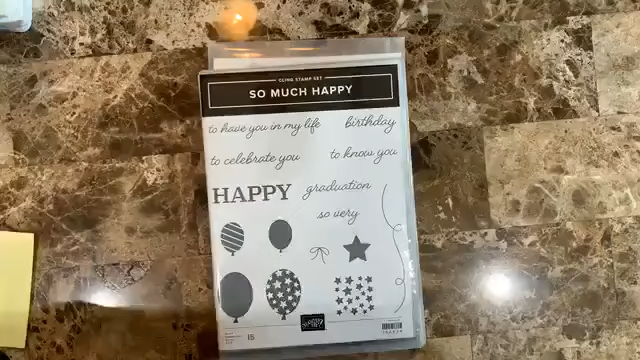 CLING STAMP SET
SO MUCH HAPPY
to have you in my life
birthday
to celebrate you
to know you
HAPPY
graduation
so very
15